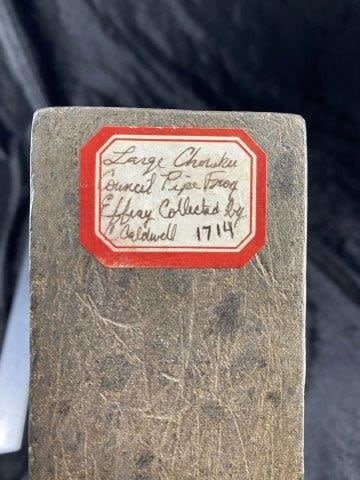 Large Cherokee
Council Pipe Frog
Effigy Collected by
Caldwell 1714